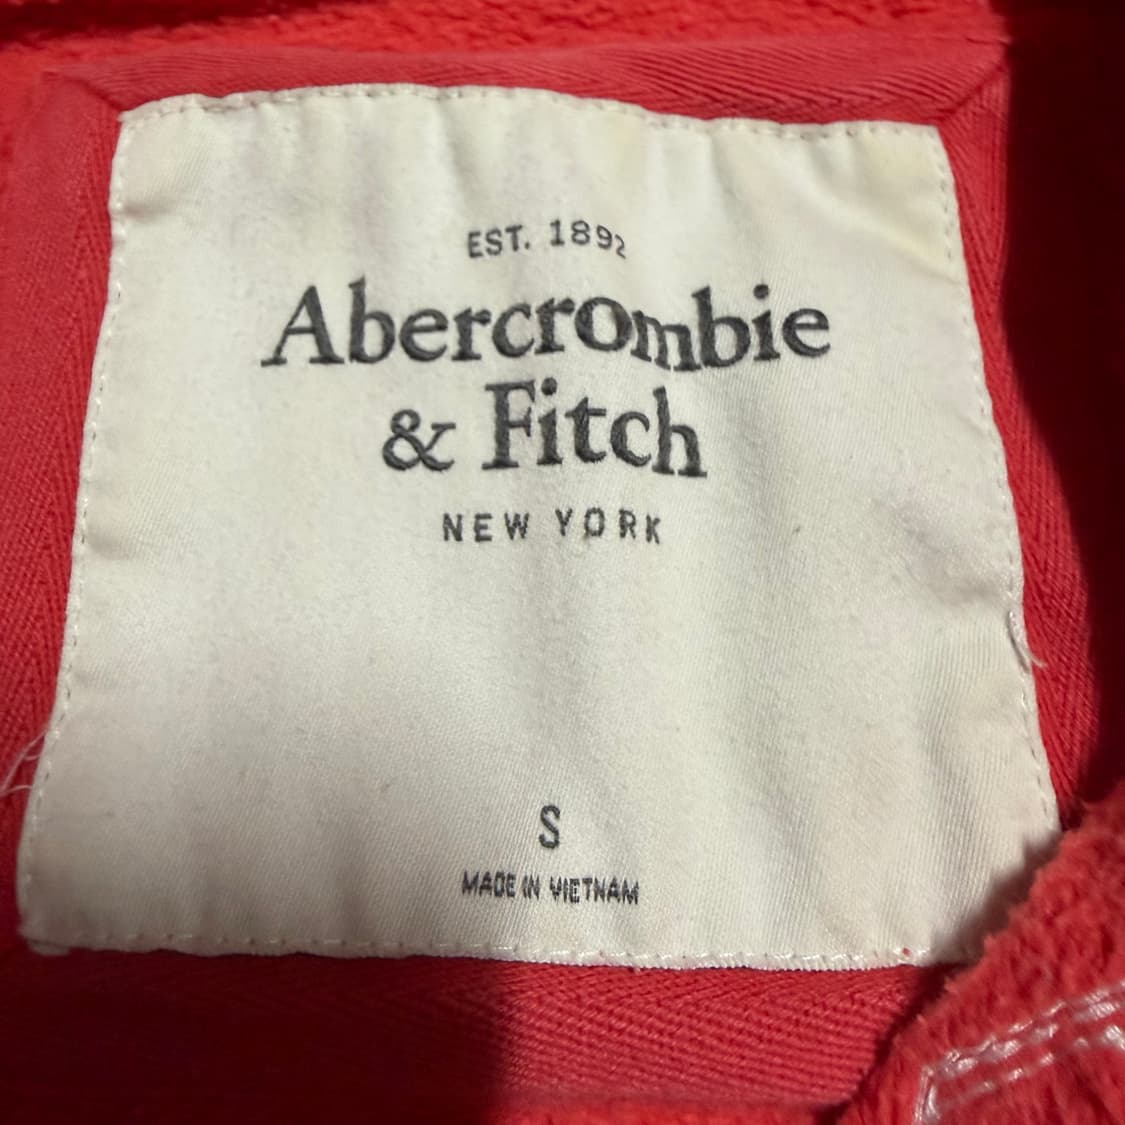 EST. 1892
Abercrombie
& Fitch
NEW YORK
S
MADE IN VIETNAM